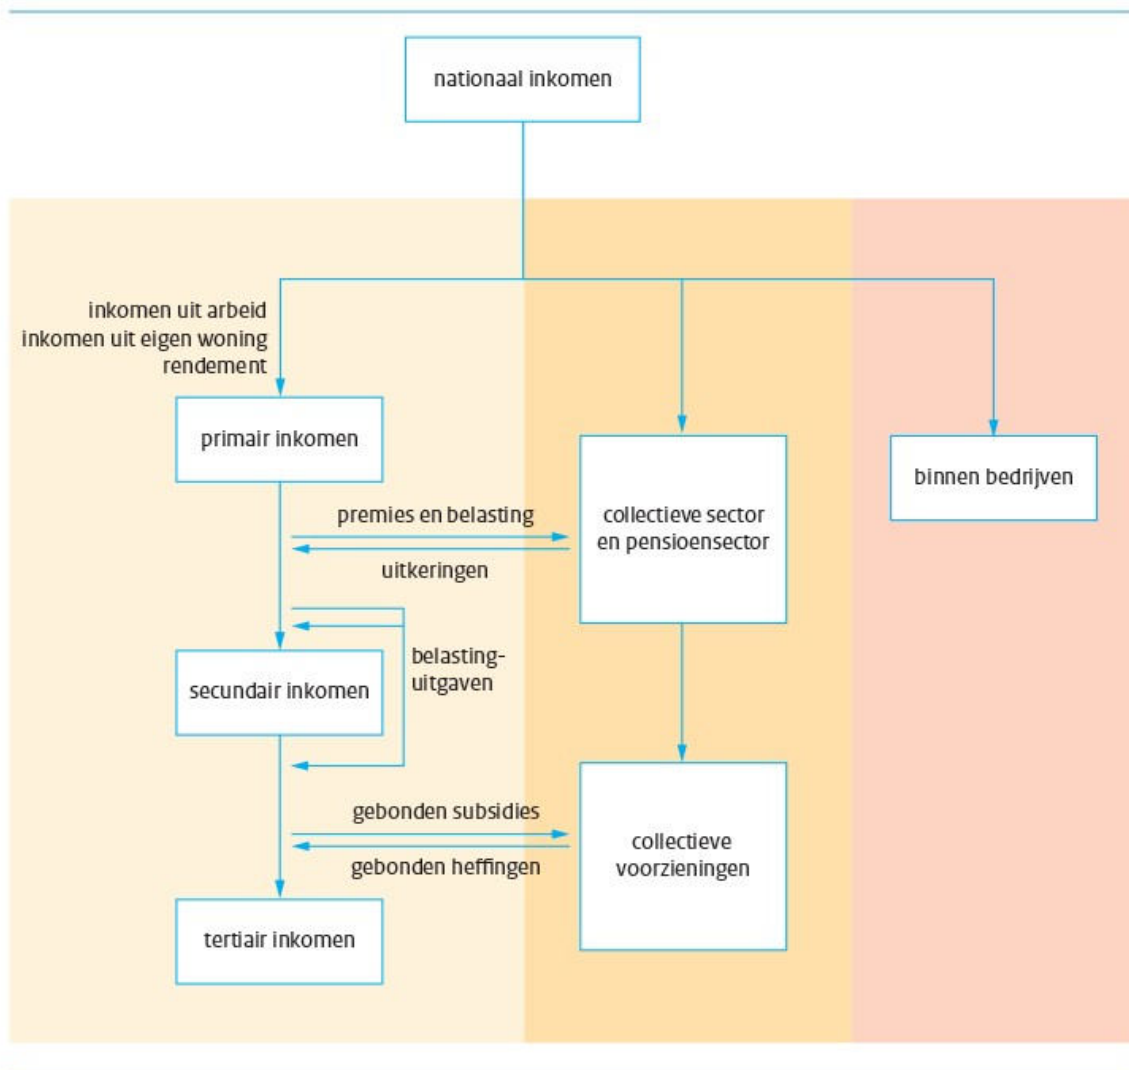 nationaal inkomen
inkomen uit arbeid
inkomen uit eigen woning
rendement
primair inkomen
premies en belasting
uitkeringen
collectieve sector
en pensioensector
binnen bedrijven
belasting-
uitgaven
secundair inkomen
gebonden subsidies
gebonden heffingen
collectieve
voorzieningen
tertiair inkomen